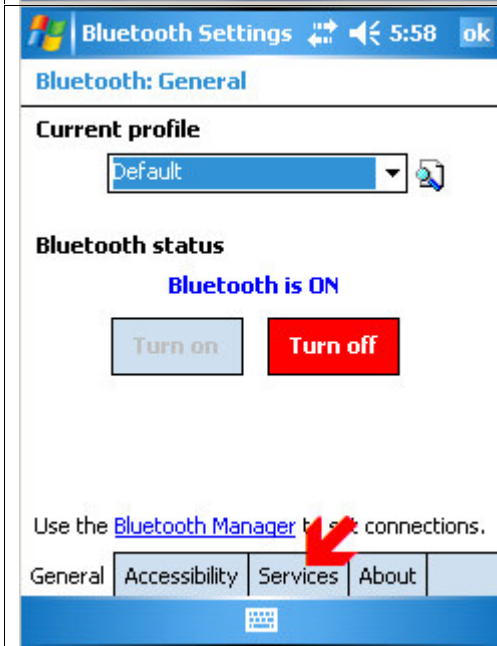 Bluetooth Settings 5:58 ok
Bluetooth: General
Current profile
Default
Bluetooth status
Bluetooth is ON
Turn on Turn off
Use the Bluetooth Manager connections.
General Accessibility Services About